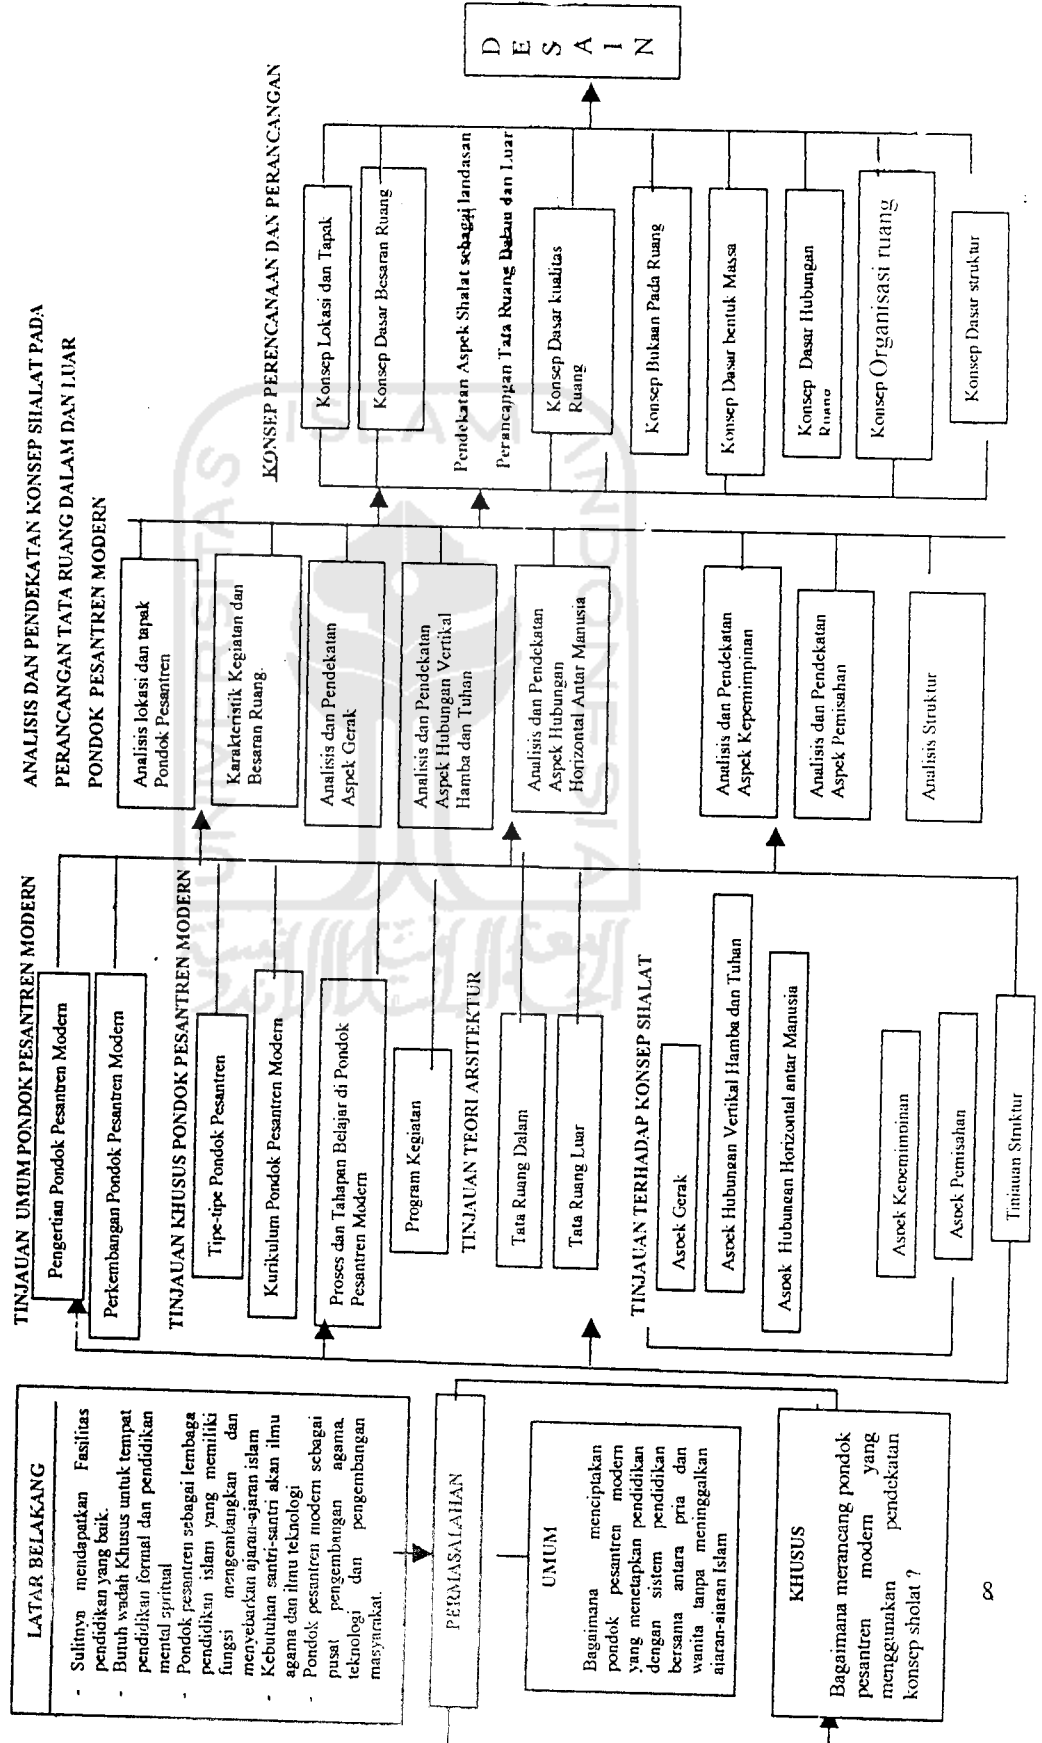 LATAR BELAKANG
- Sulitnya mendapatkan Fasilitas
pendidikan yang baik.
- Butuh wadah Khusus untuk tempat
pendidikan formal dan pendidikan
mental spritual
- Pondok pesantren sebagai lembaga
pendidikan islam yang memiliki
fungsi mengembangkan dan
menyebarkan ajaran-ajaran islam
- Kebutuhan santri-santri akan ilmu
agama dan ilmu teknologi
- Pondok pesantren modern sebagai
pusat pengembangan agama,
teknologi dan pengembangan
masyarakat.
PERMASALAHAN
UMUM
Bagaimana menciptakan
pondok pesantren modern
yang menetapkan pendidikan
dengan sistem pendidikan
bersama antara pria dan
wanita tanpa meninggalkan
ajaran-ajaran Islam
KHUSUS
Bagaimana merancang pondok
pesantren modern yang
menggunakan pendekatan
konsep sholat ?
TINJAUAN UMUM PONDOK PESANTREN MODERN
Pengertian Pondok Pesantren Modern
Perkembangan Pondok Pesantren Modern
TINJAUAN KHUSUS PONDOK PESANTREN MODERN
Tipe-tipe Pondok Pesantren
Kurikulum Pondok Pesantren Modern
Proses dan Tahapan Belajar di Pondok
Pesantren Modern
Program Kegiatan
TINJAUAN TEORI ARSITEKTUR
Tata Ruang Dalam
Tata Ruang Luar
TINJAUAN TERHADAP KONSEP SHALAT
Aspek Gerak
Aspek Hubungan Vertikal Hamba dan Tuhan
Aspek Hubungan Horizontal antar Manusia
Aspek Kepemimpinan
Aspek Pemisahan
Tinjauan Struktur
ANALISIS DAN PENDEKATAN KONSEP SHALAT PADA
PERANCANGAN TATA RUANG DALAM DAN LUAR
PONDOK PESANTREN MODERN
Analisis lokasi dan tapak
Pondok Pesantren
Karakteristik Kegiatan dan
Besaran Ruang.
Analisis dan Pendekatan
Aspek Gerak
Analisis dan Pendekatan
Aspek Hubungan Vertikal
Hamba dan Tuhan
Analisis dan Pendekatan
Aspek Hubungan
Horizontal Antar Manusia
Analisis dan Pendekatan
Aspek Kepemimpinan
Analisis dan Pendekatan
Aspek Pemisahan
Analisis Struktur
KONSEP PERENCANAAN DAN PERANCANGAN
Konsep Lokasi dan Tapak
Konsep Dasar Besaran Ruang
Pendekatan Aspek Shalat sebagai landasan
Perancangan Tata Ruang Dalam dan Luar
Konsep Dasar kualitas
Ruang
Konsep Bukaan Pada Ruang
Konsep Dasar bentuk Massa
Konsep Dasar Hubungan
Ruang
Konsep Organisasi ruang
Konsep Dasar struktur
D
E
S
A
I
N
8
UNIVERSITAS
ISLAM
INDONESIA